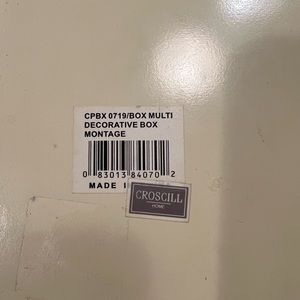 CPBX 0719/BOX MULTI
DECORATIVE BOX
MONTAGE
0 83013 84070 2
MADE I
CROSCILL
HOME